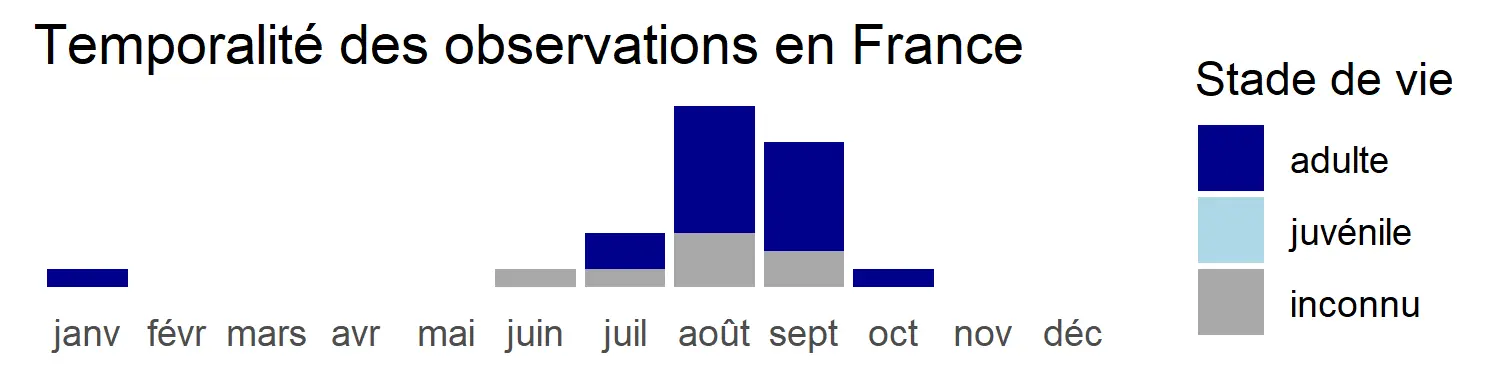 Temporalité des observations en France
Stade de vie
adulte
juvénile
inconnu
janv févr mars avr mai juin juil août sept oct nov déc